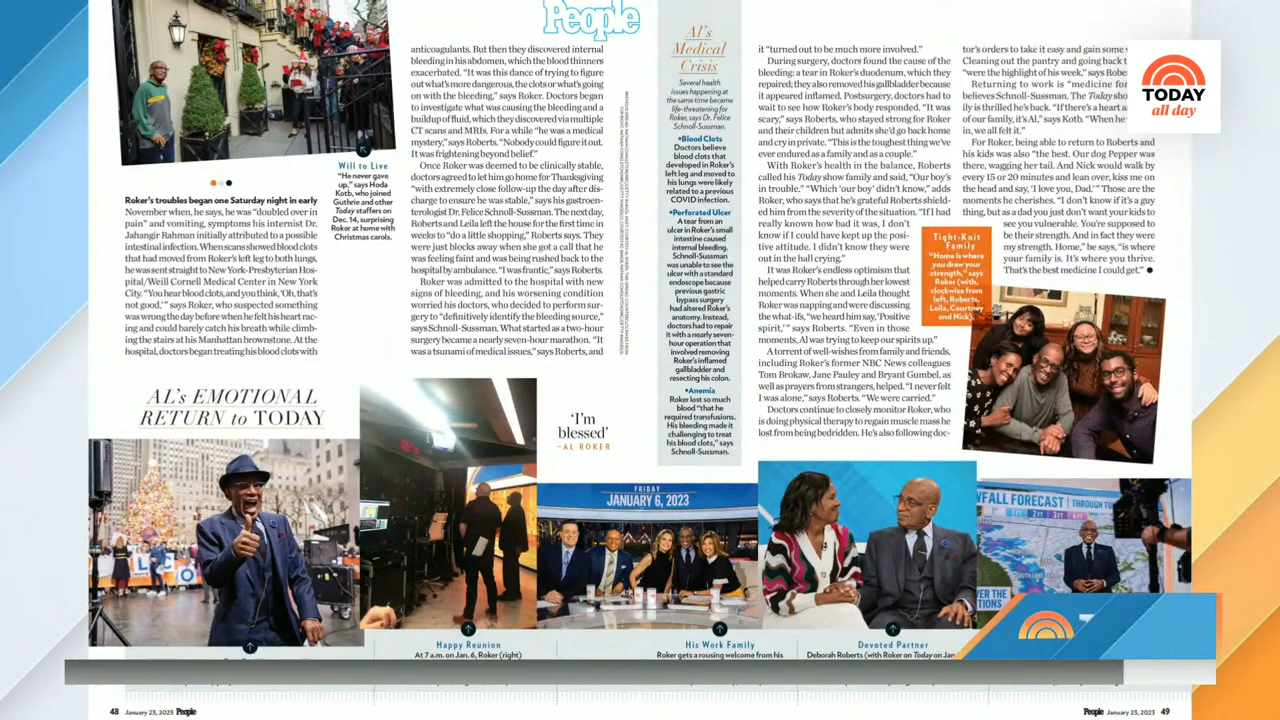 People
TODAY
all day
Will to Live
"He never
gave
up," says Hoda
Kotb, who joined
Guthrie and other
Today staffers on
Dec. 14, surprising
Roker at home with
Christmas carols.
Roker's troubles began one Saturday night in early
November when, he says, he was "doubled over in
pain" and vomiting, symptoms his internist Dr.
Jahangir Rahman initially attributed to a possible
intestinal infection. When scans showed blood clots
that had moved from Roker's left leg to both lungs,
he was sent straight to New York-Presbyterian Hos-
pital/Weill Cornell Medical Center in New York
City. "You hear blood clots, and you think, 'Oh, that's
not good,' " says Roker, who suspected something
was wrong the day before when he felt his heart rac-
ing and could barely catch his breath while climb-
ing the stairs at his Manhattan brownstone. At the
hospital, doctors began treating his blood clots with
anticoagulants. But then they discovered internal
bleeding in his abdomen, which the blood thinners
exacerbated. "It was this dance of trying to figure
out what's more dangerous, the clots or what's going
on with the bleeding," says Roker. Doctors began
to investigate what was causing the bleeding and a
buildup of fluid, which they discovered via multiple
CT scans and MRIs. For a while "he was a medical
mystery," says Roberts. "Nobody could figure it out.
It was frightening beyond belief."
Once Roker was deemed to be clinically stable,
doctors agreed to let him go home for Thanksgiving
"with extremely close follow-up the day after dis-
charge to ensure he was stable," says his gastroen-
terologist Dr. Felice Schnoll-Sussman. The next day,
Roberts and Leila left the house for the first time in
weeks to "do a little shopping," Roberts says. They
were just blocks away when she got a call that he
was feeling faint and was being rushed back to the
hospital by ambulance. "I was frantic," says Roberts.
Roker was admitted to the hospital with new
signs of bleeding, and his worsening condition
worried his doctors, who decided to perform sur-
gery to "definitively identify the bleeding source,"
says Schnoll-Sussman. What started as a two-hour
surgery became a nearly seven-hour marathon. "It
was a tsunami of medical issues," says Roberts, and
Al's
Medical
Crisis
Several health
issues happening at
the same time became
life-threatening for
Roker, says Dr. Felice
Schnoll-Sussman.
•Blood Clots
Doctors believe
blood clots that
developed in Roker's
left leg and moved to
his lungs were likely
related to a previous
COVID infection.
•Perforated Ulcer
A tear from an
ulcer in Roker's small
intestine caused
internal bleeding.
Schnoll-Sussman
was unable to see the
ulcer with a standard
endoscope because
previous gastric
bypass surgery
had altered Roker's
anatomy. Instead,
doctors had to repair
it with a nearly seven-
hour operation that
involved removing
Roker's inflamed
gallbladder and
resecting his colon.
•Anemia
Roker lost so much
blood "that he
required transfusions.
His bleeding made it
challenging to treat
his blood clots," says
Schnoll-Sussman.
it "turned out to be much more involved."
During surgery, doctors found the cause of the
bleeding: a tear in Roker's duodenum, which they
repaired; they also removed his gallbladder because
it appeared inflamed. Postsurgery, doctors had to
wait to see how Roker's body responded. "It was
scary," says Roberts, who stayed strong for Roker
and their children but admits she'd go back home
and cry in private. "This is the toughest thing we've
ever endured as a family and as a couple."
With Roker's health in the balance, Roberts
called his Today show family and said, "Our boy's
in trouble." "Which 'our boy' didn't know," adds
Roker, who says that he's grateful Roberts shield-
ed him from the severity of the situation. "If I had
really known how bad it was, I don't
know if I could have kept up the posi-
tive attitude. I didn't know they were
out in the hall crying."
It was Roker's endless optimism that
helped carry Roberts through her lowest
moments. When she and Leila thought
Roker was napping and were discussing
the what-ifs, "we heard him say, 'Positive
spirit,' " says Roberts. "Even in those
moments, Al was trying to keep our spirits up."
A torrent of well-wishes from family and friends,
including Roker's former NBC News colleagues
Tom Brokaw, Jane Pauley and Bryant Gumbel, as
well as prayers from strangers, helped. "I never felt
I was alone," says Roberts. "We were carried."
Doctors continue to closely monitor Roker, who
is doing physical therapy to regain muscle mass he
lost from being bedridden. He's also following doc-
tor's orders to take it easy and gain some
Cleaning out the pantry and going back t
"were the highlight of his week," says Rober
Returning to work is "medicine for
believes Schnoll-Sussman. The Today show
ily is thrilled he's back. "If there's a heart a
of our family, it's Al," says Kotb. "When he
in, we all felt it."
For Roker, being able to return to Roberts and
his kids was also "the best. Our dog Pepper was
there, wagging her tail. And Nick would walk by
every 15 or 20 minutes and lean over, kiss me on
the head and say, 'I love you, Dad.' " Those are the
moments he cherishes. "I don't know if it's a guy
thing, but as a dad you just don't want your kids to
see you vulnerable. You're supposed to
be their strength. And in fact they were
my strength. Home," he says, "is where
your family is. It's where you thrive.
That's the best medicine I could get." ●
Tight-Knit
Family
"Home is where
you draw your
strength," says
Roker (with,
clockwise from
left, Roberts,
Leila, Courtney
and Nick).
AL'S EMOTIONAL
RETURN to TODAY
'I'm
blessed'
–AL ROKER
FRIDAY
JANUARY 6, 2023
FALL FORECAST
THROUGH
Happy Reunion
At 7 a.m. on Jan. 6, Roker (right)
His Work Family
Roker gets a rousing welcome from his
Devoted Partner
Deborah Roberts (with Roker on Today on Jan.
48 January 23, 2023 People
People January 23, 2023 49